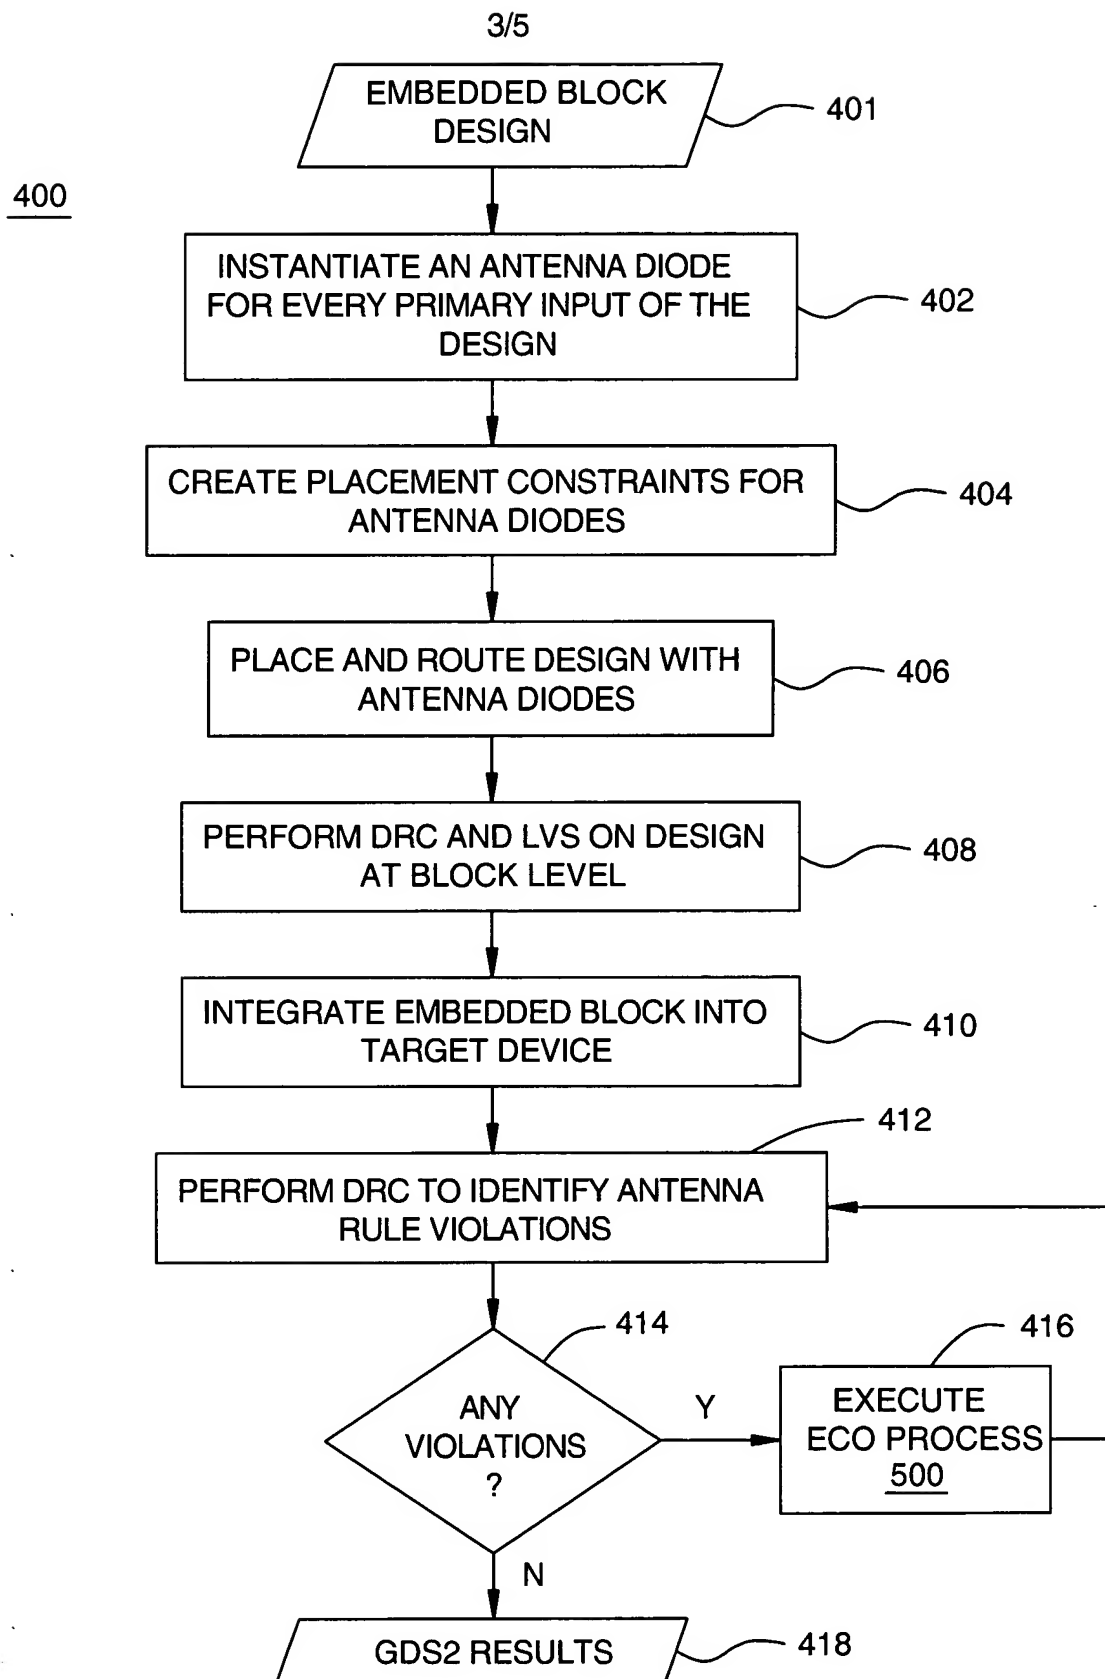 3/5
EMBEDDED BLOCK
DESIGN
401
400
INSTANTIATE AN ANTENNA DIODE
FOR EVERY PRIMARY INPUT OF THE
DESIGN
402
CREATE PLACEMENT CONSTRAINTS FOR
ANTENNA DIODES
404
PLACE AND ROUTE DESIGN WITH
ANTENNA DIODES
406
PERFORM DRC AND LVS ON DESIGN
AT BLOCK LEVEL
408
INTEGRATE EMBEDDED BLOCK INTO
TARGET DEVICE
410
412
PERFORM DRC TO IDENTIFY ANTENNA
RULE VIOLATIONS
414
ANY
VIOLATIONS
?
Y
416
EXECUTE
ECO PROCESS
500
N
GDS2 RESULTS
418